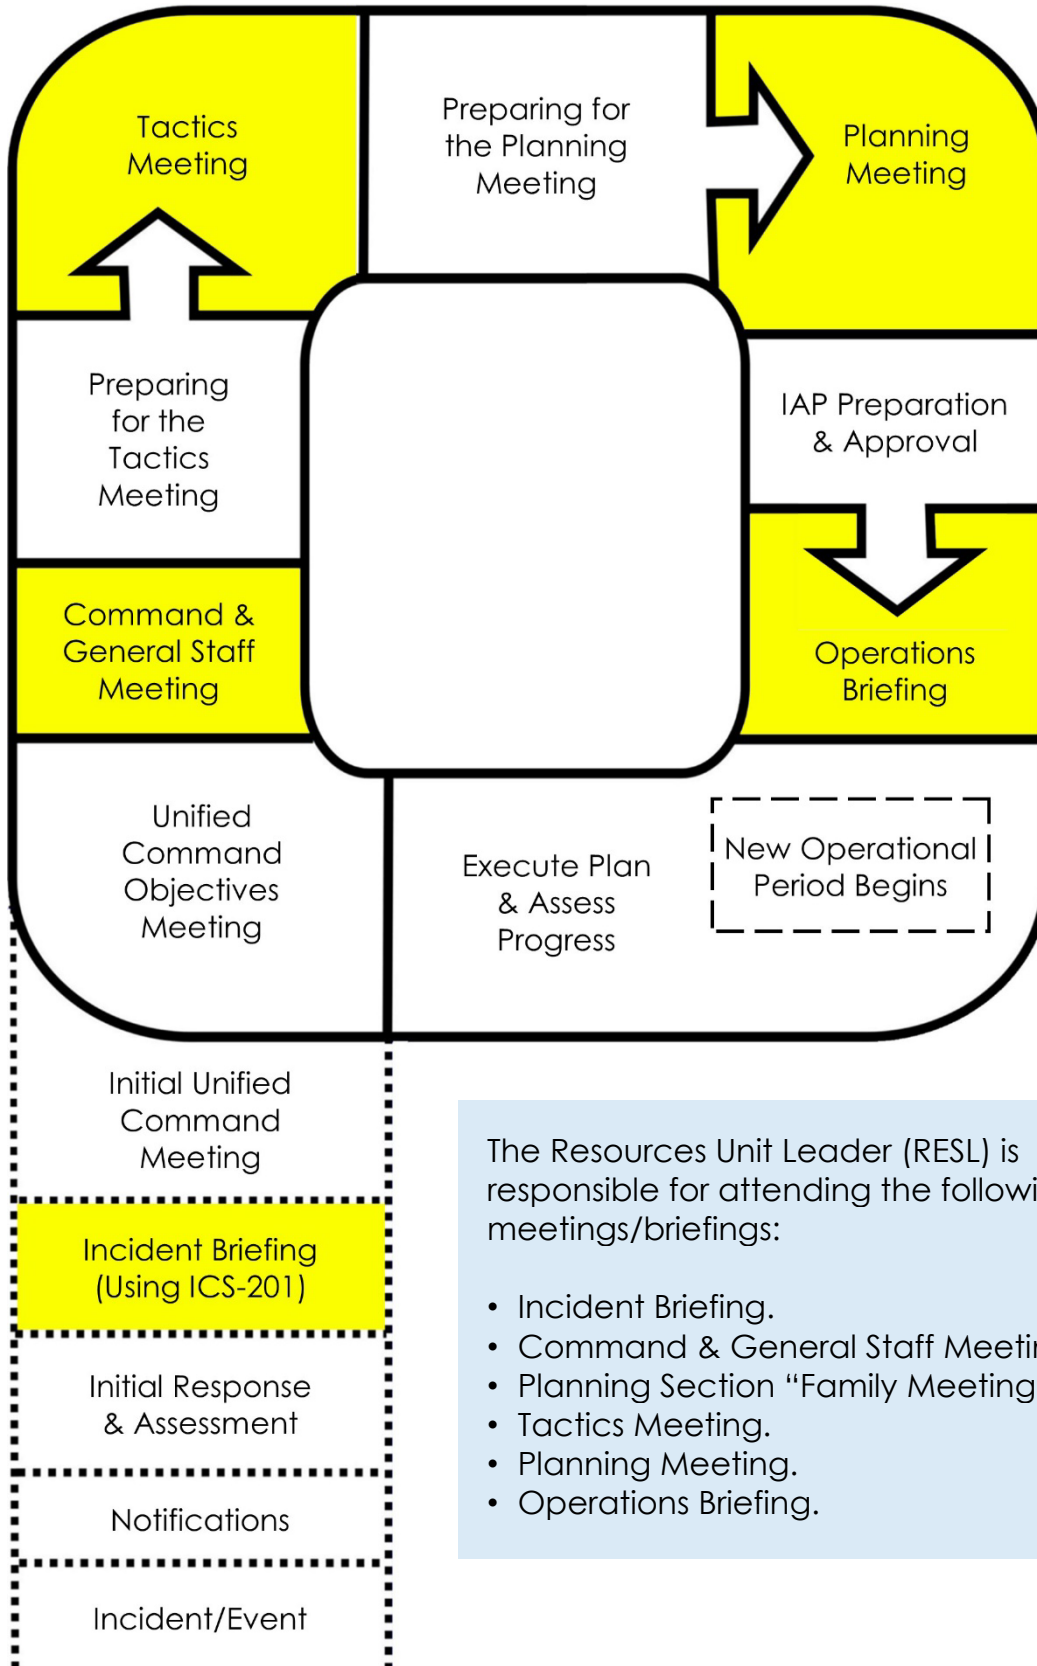 Tactics
Meeting
Preparing for
the Planning
Meeting
Planning
Meeting
Preparing
for the
Tactics
Meeting
IAP Preparation
& Approval
Command &
General Staff
Meeting
Operations
Briefing
Unified
Command
Objectives
Meeting
Execute Plan
& Assess
Progress
New Operational
Period Begins
Initial Unified
Command
Meeting
Incident Briefing
(Using ICS-201)
Initial Response
& Assessment
Notifications
Incident/Event
The Resources Unit Leader (RESL) is
responsible for attending the
meetings/briefings:
• Incident Briefing.
• Command & General Staff
• Planning Section “Family Meeting
• Tactics Meeting.
• Planning Meeting.
• Operations Briefing.